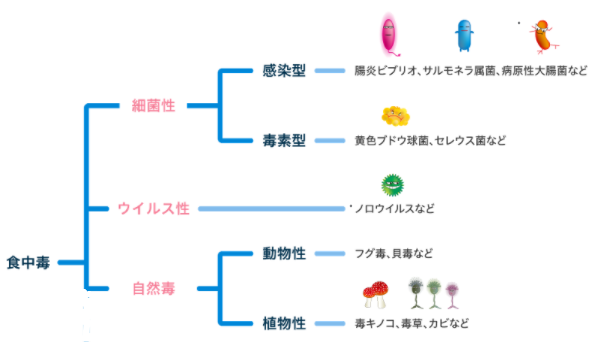 感染型
腸炎ビブリオ、サルモネラ属菌、病原性大腸菌など
細菌性
毒素型
黄色ブドウ球菌、セレウス菌など
ウイルス性
ノロウイルスなど
食中毒
動物性
フグ毒、貝毒など
自然毒
植物性
毒キノコ、毒草、カビなど